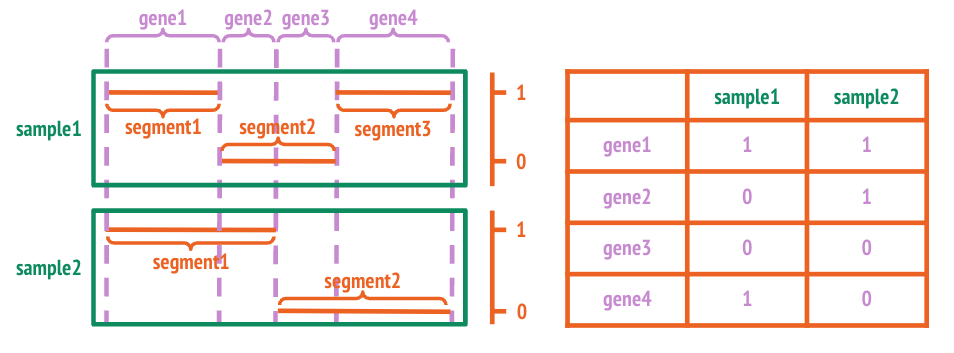 gene1 gene2 gene3 gene4
sample1
segment1 segment2 segment3
1
0
sample2
segment1
segment2
1
0
sample1 sample2
gene1 1 1
gene2 0 1
gene3 0 0
gene4 1 0